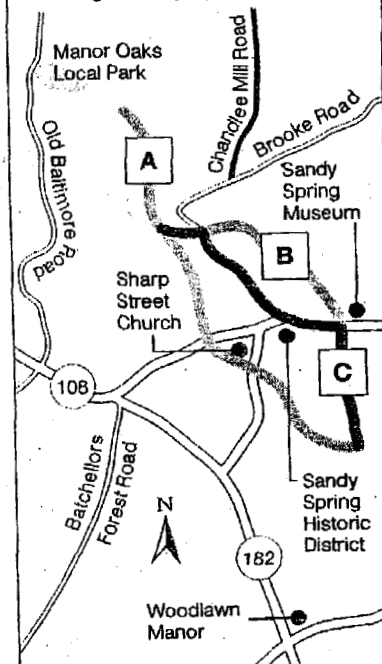 Manor Oaks
Local Park
Chandlee Mill Road
Brooke Road
Old Baltimore
Road
A
Sandy
Spring
Museum
B
Sharp
Street
Church
C
108
Batchellors
Forest Road
N
Sandy
Spring
Historic
District
182
Woodlawn
Manor